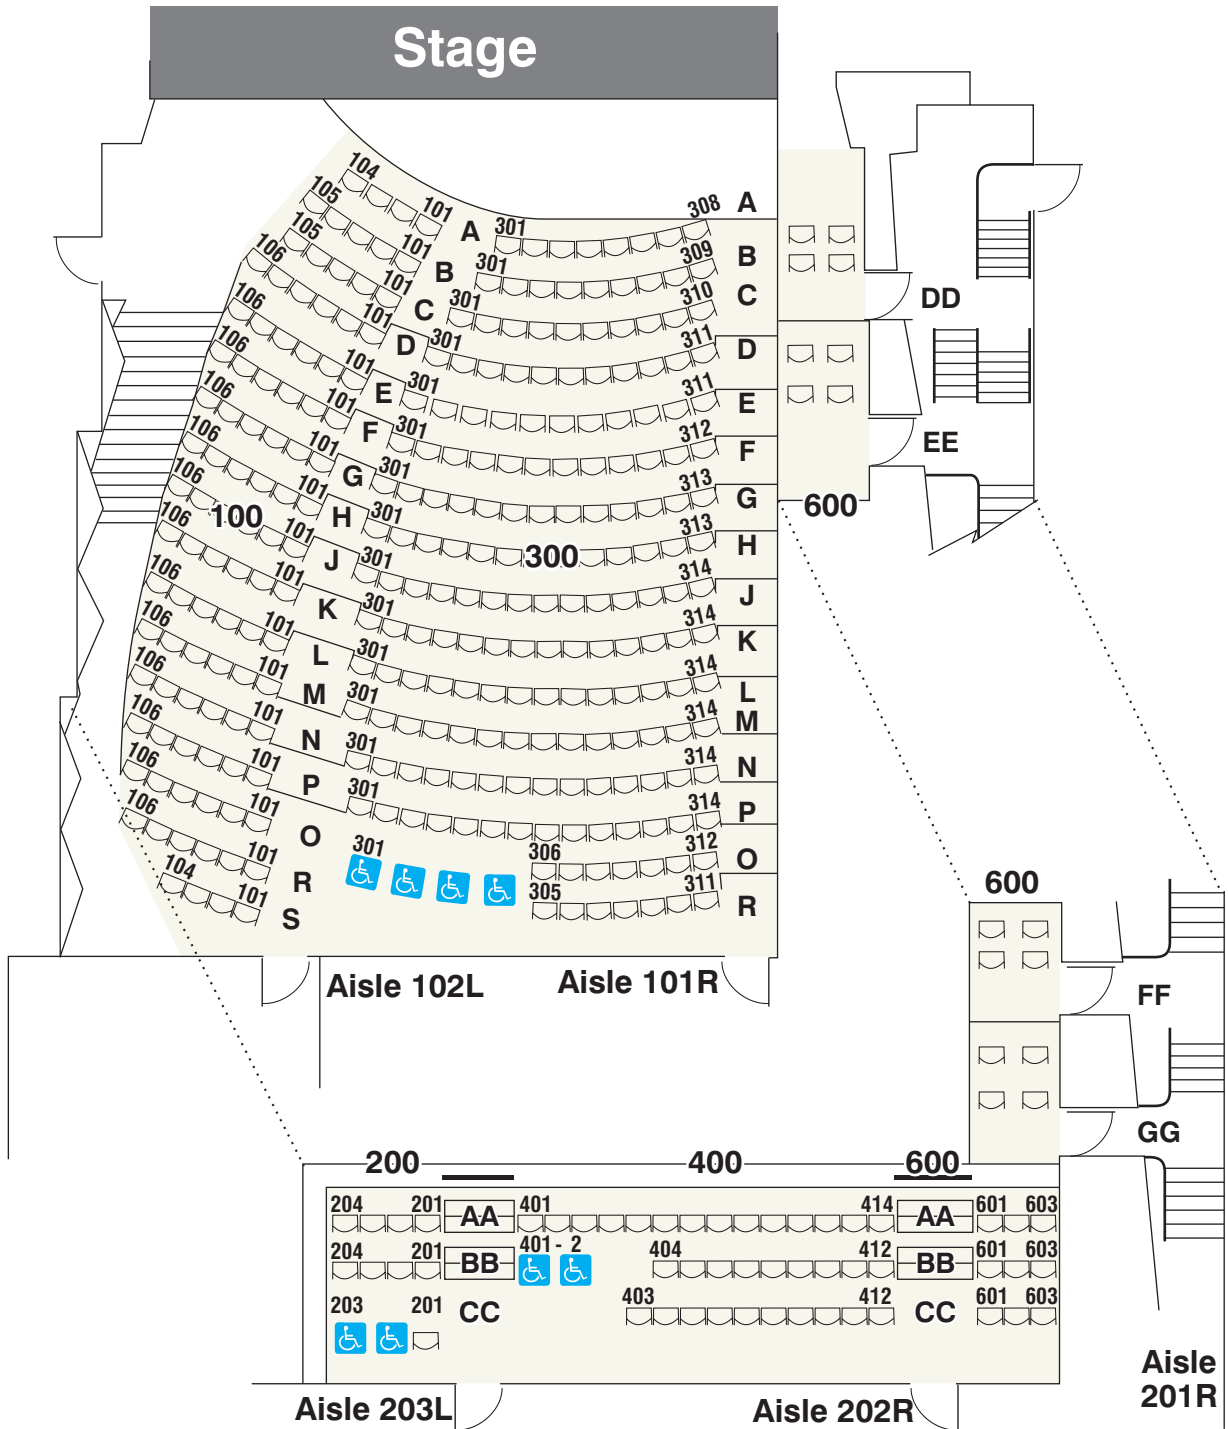 Stage
104 101 A 301 308 A
105 101 B 301 309 B
105 101 C 301 310 C
106 101 D 301 311 D
106 101 E 301 311 E
106 101 F 301 312 F
106 101 G 301 313 G
106 101 H 301 313 H
106 101 J 301 314 J
106 101 K 301 314 K
106 101 L 301 314 L
106 101 M 301 314 M
106 101 N 301 314 N
106 101 P 301 314 P
106 101 O 301 306 312 O
106 101 R 305 311 R
104 101 S
100
300
DD
EE
600
Aisle 102L
Aisle 101R
600
FF
GG
200 400 600
204 201 AA 401 414 AA 601 603
204 201 BB 401 - 2 404 412 BB 601 603
203 201 CC 403 412 CC 601 603
Aisle 203L
Aisle 202R
Aisle
201R